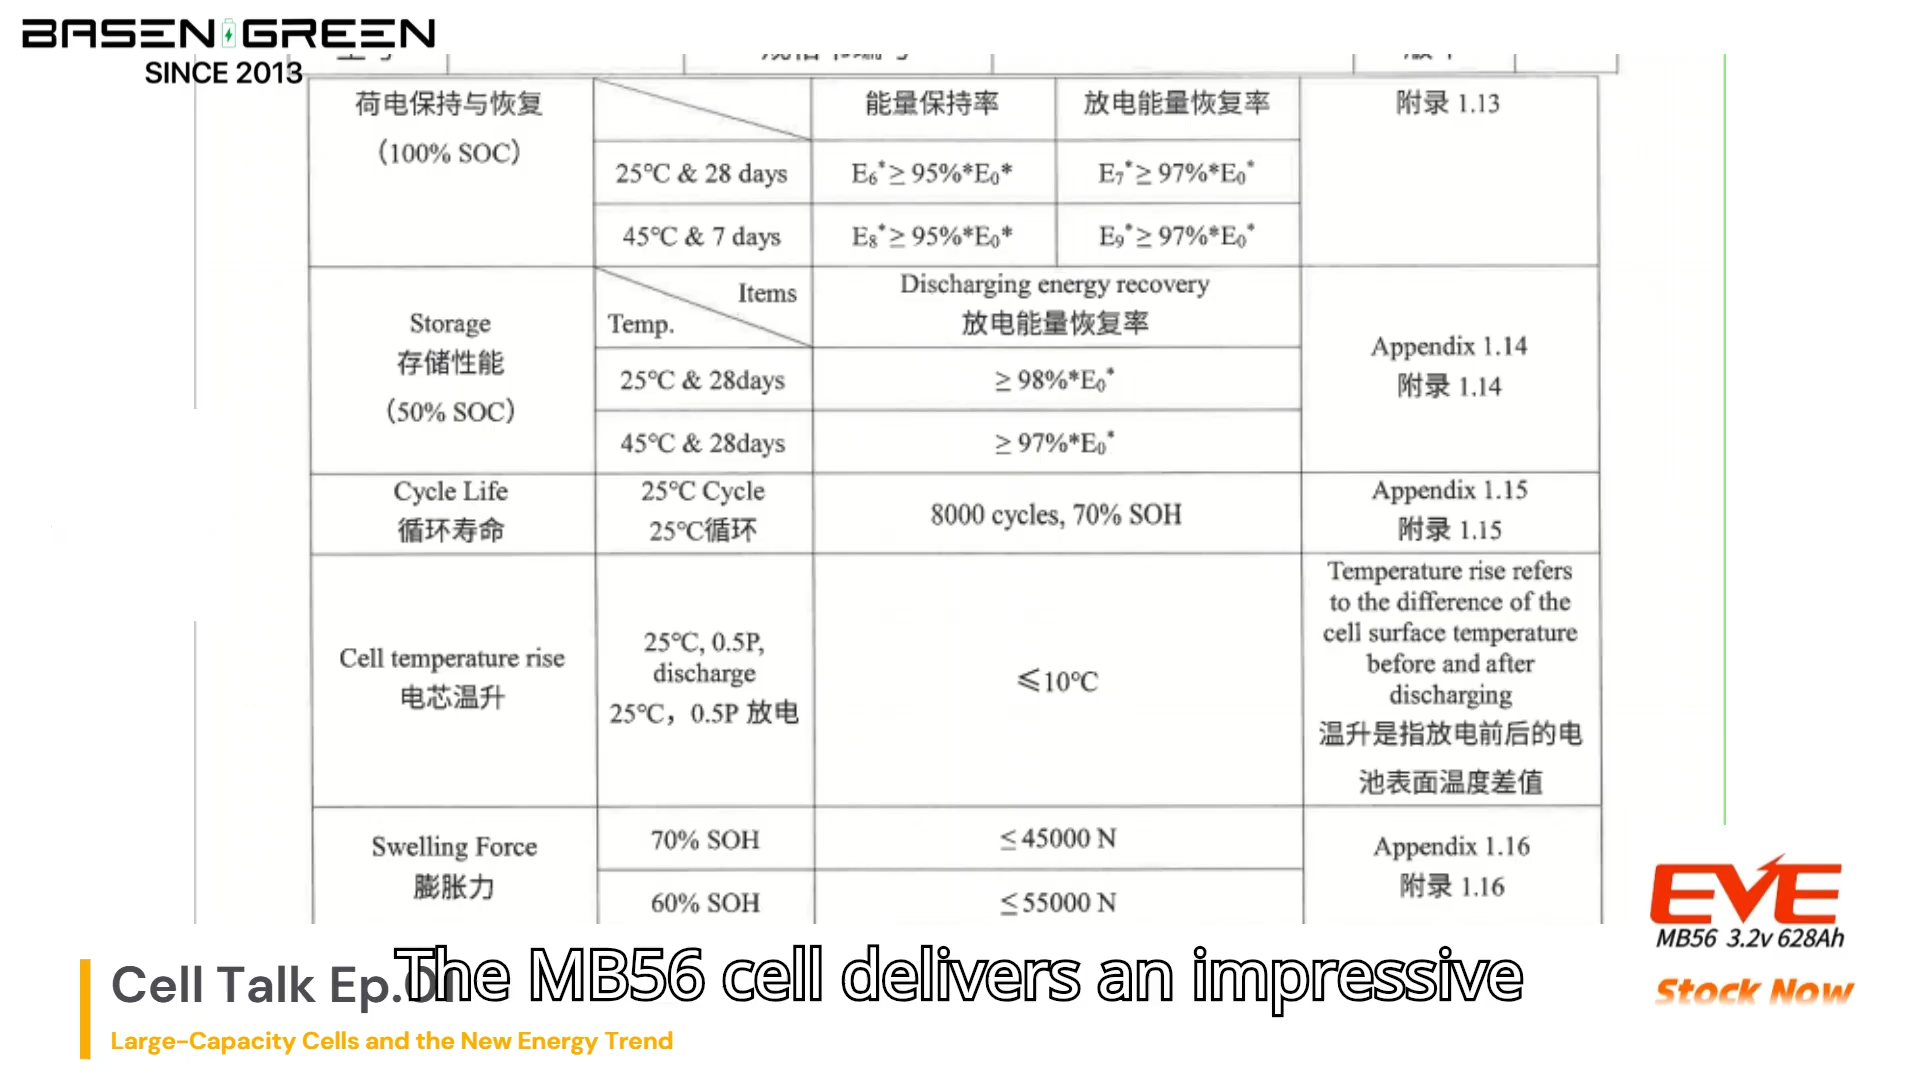 BASEN GREEN
SINCE 2013
荷电保持与恢复
（100% SOC）
能量保持率
放电能量恢复率
附录 1.13
25℃ & 28 days
E₆*≥ 95%*E₀*
E₇*≥ 97%*E₀*
45℃ & 7 days
E₈*≥ 95%*E₀*
E₉*≥ 97%*E₀*
Storage
存储性能
（50% SOC）
Items
Temp.
Discharging energy recovery
放电能量恢复率
25℃ & 28days
≥ 98%*E₀*
45℃ & 28days
≥ 97%*E₀*
Appendix 1.14
附录 1.14
Cycle Life
循环寿命
25℃ Cycle
25℃循环
8000 cycles, 70% SOH
Appendix 1.15
附录 1.15
Cell temperature rise
电芯温升
25℃, 0.5P,
discharge
25℃，0.5P 放电
≤10℃
Temperature rise refers
to the difference of the
cell surface temperature
before and after
discharging
温升是指放电前后的电
池表面温度差值
Swelling Force
膨胀力
70% SOH
≤ 45000 N
60% SOH
≤ 55000 N
Appendix 1.16
附录 1.16
EVE
MB56 3.2v 628Ah
Stock Now
Cell Talk Ep.01
The MB56 cell delivers an impressive
Large-Capacity Cells and the New Energy Trend